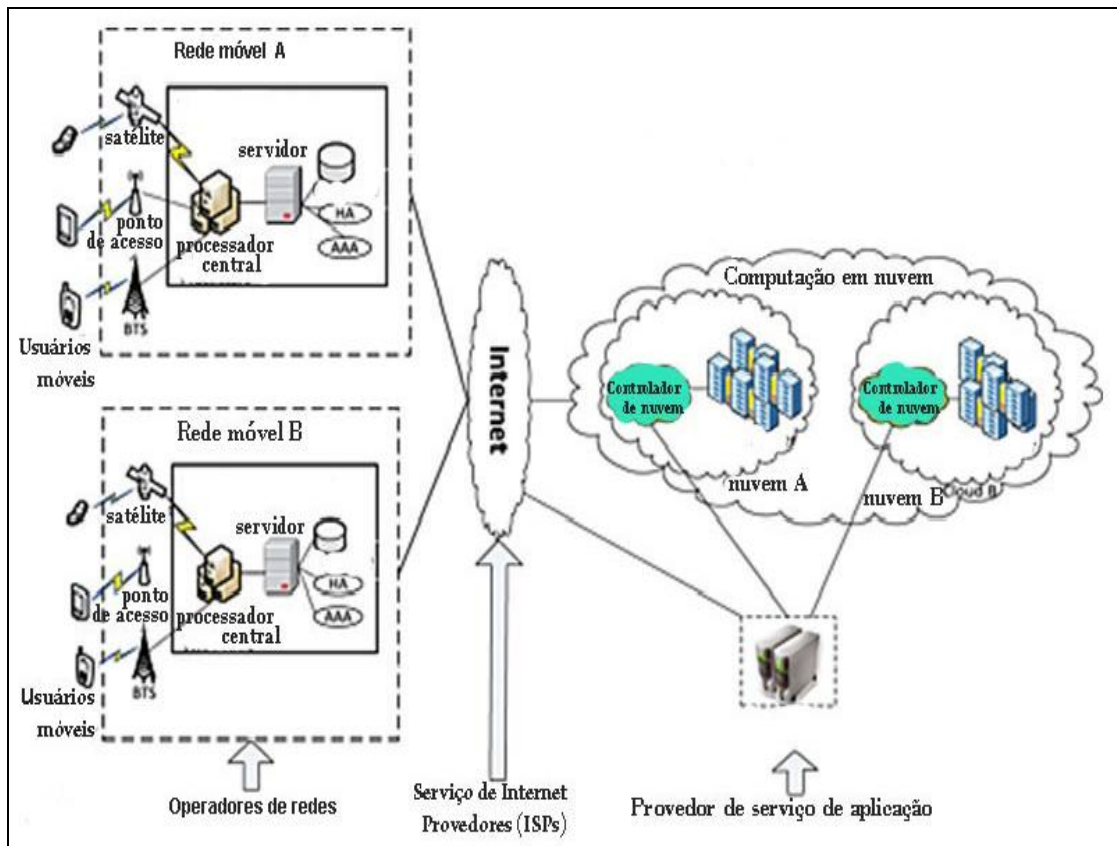 Rede móvel A
satélite
servidor
HA
AAA
ponto
de acesso
processador
central
BTS
Usuários
móveis
Rede móvel B
satélite
servidor
HA
AAA
ponto
de acesso
processador
central
BTS
Usuários
móveis
Operadores de redes
Internet
Serviço de Internet
Provedores (ISPs)
Computação em nuvem
Controlador
de nuvem
nuvem A
Controlador
de nuvem
nuvem B
Cloud B
Provedor de serviço de aplicação